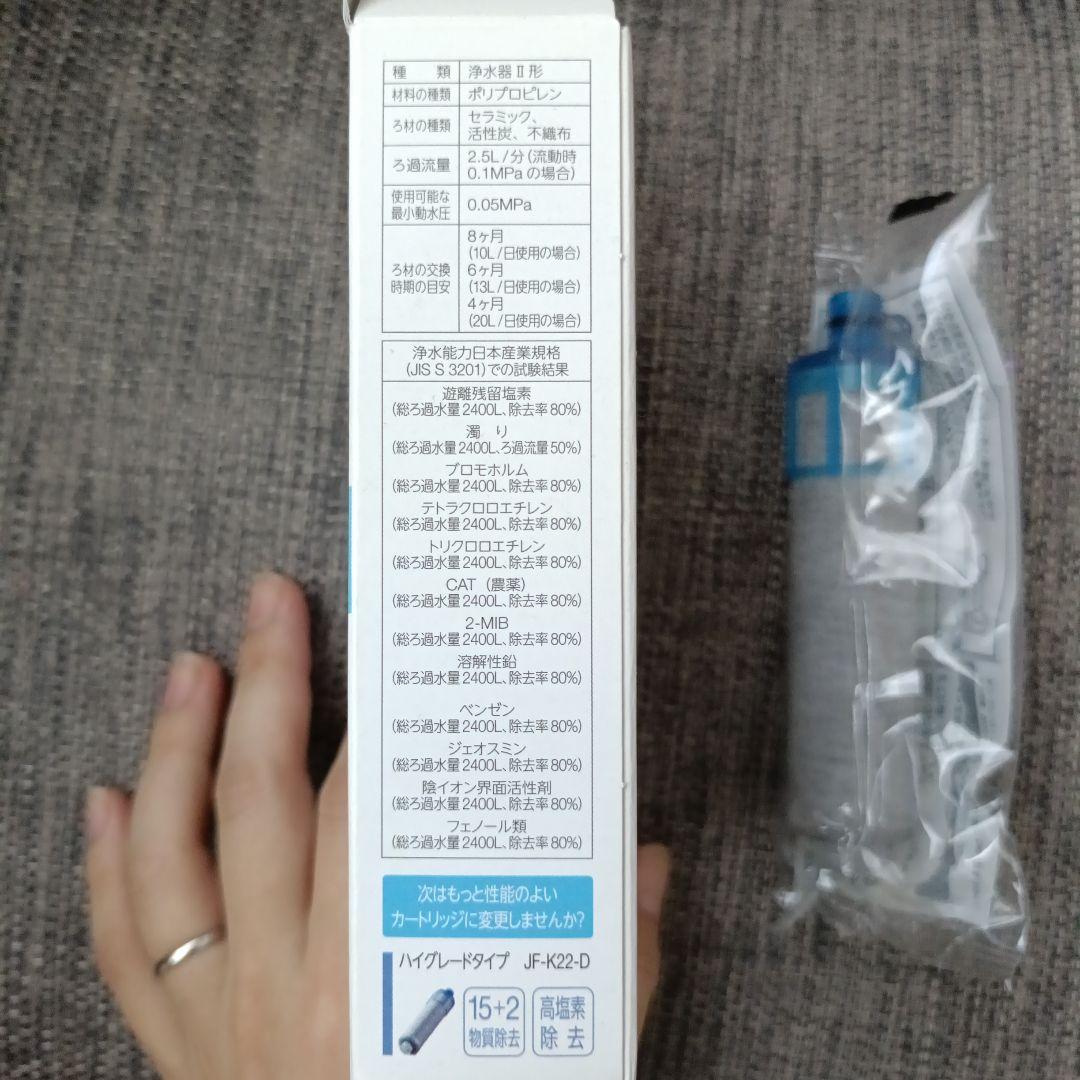 種　類 浄水器Ⅱ形
材料の種類 ポリプロピレン
ろ材の種類 セラミック、
活性炭、不織布
ろ過流量 2.5L/分(流動時
0.1MPaの場合)
使用可能な
最小動水圧 0.05MPa
ろ材の交換
時期の目安
8ヶ月
(10L/日使用の場合)
6ヶ月
(13L/日使用の場合)
4ヶ月
(20L/日使用の場合)
浄水能力日本産業規格
(JIS S 3201)での試験結果
遊離残留塩素
(総ろ過水量2400L、除去率80%)
濁　り
(総ろ過水量2400L、ろ過流量50%)
ブロモホルム
(総ろ過水量2400L、除去率80%)
テトラクロロエチレン
(総ろ過水量2400L、除去率80%)
トリクロロエチレン
(総ろ過水量2400L、除去率80%)
CAT（農薬）
(総ろ過水量2400L、除去率80%)
2-MIB
(総ろ過水量2400L、除去率80%)
溶解性鉛
(総ろ過水量2400L、除去率80%)
ベンゼン
(総ろ過水量2400L、除去率80%)
ジェオスミン
(総ろ過水量2400L、除去率80%)
陰イオン界面活性剤
(総ろ過水量2400L、除去率80%)
フェノール類
(総ろ過水量2400L、除去率80%)
次はもっと性能のよい
カートリッジに変更しませんか?
ハイグレードタイプ JF-K22-D
15+2
物質除去
高塩素
除去